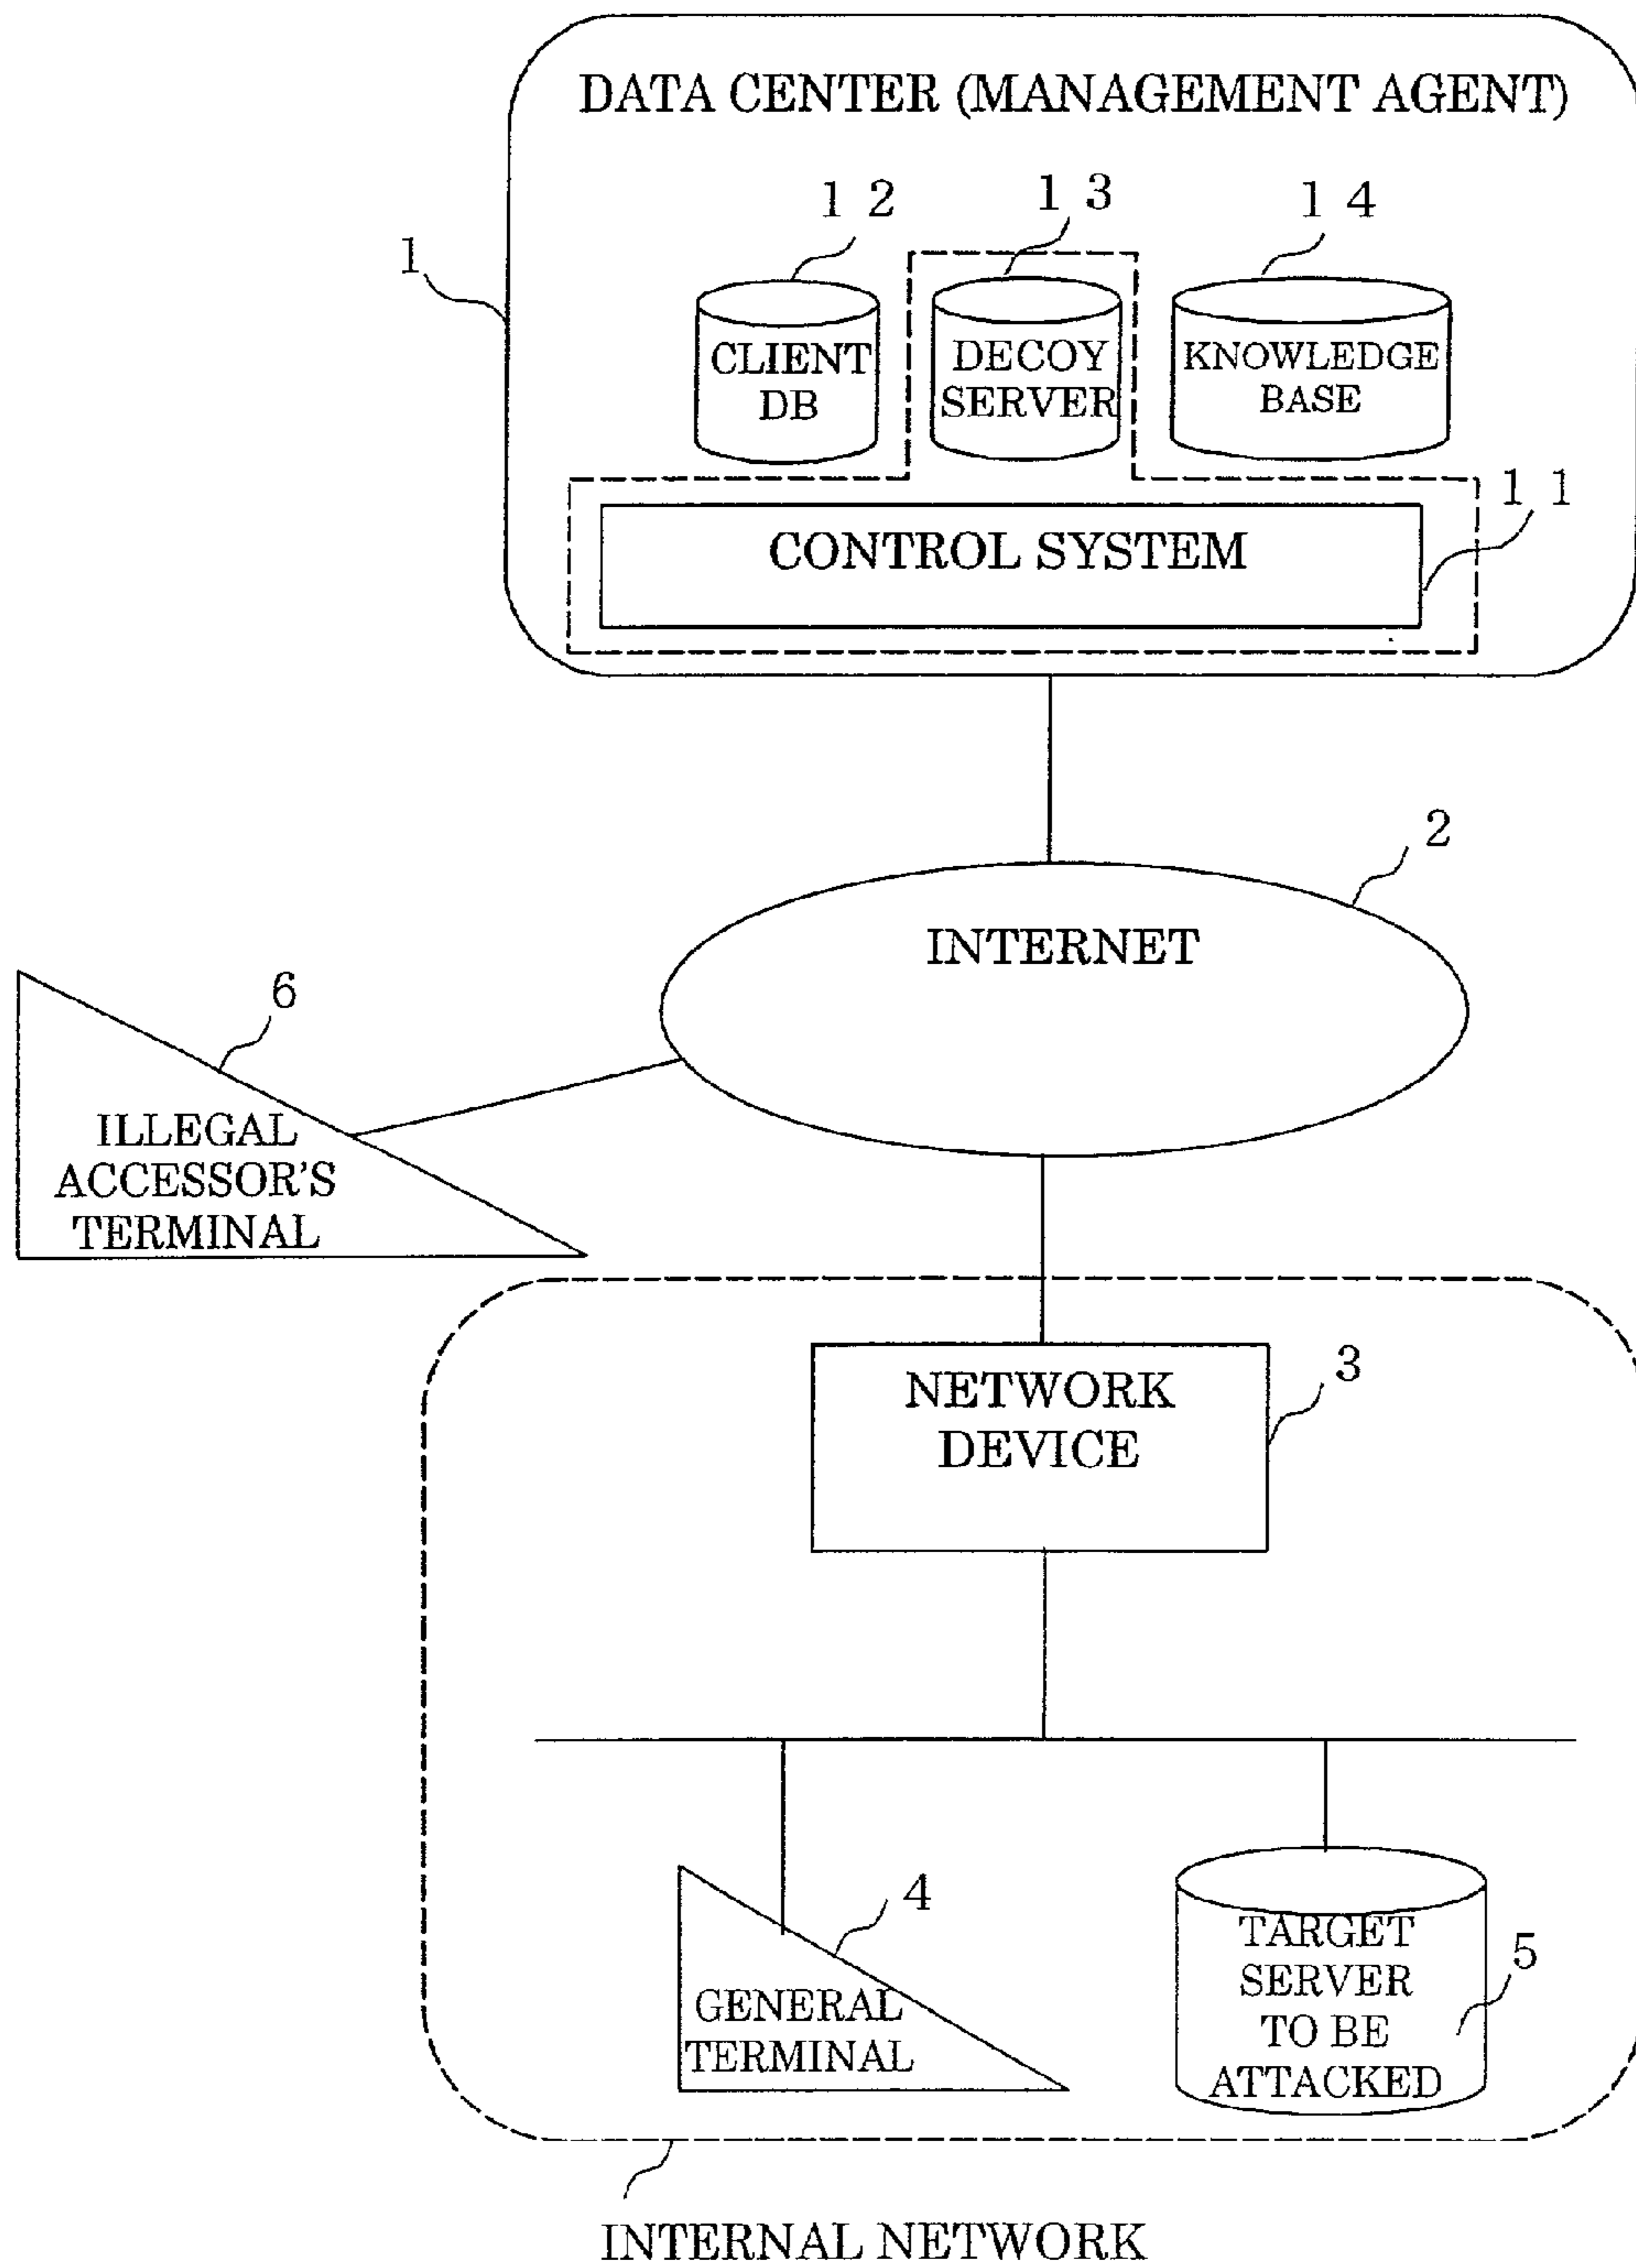 DATA CENTER (MANAGEMENT AGENT)
1 2
1 3
1 4
1
CLIENT
DB
DECOY
SERVER
KNOWLEDGE
BASE
1 1
CONTROL SYSTEM
2
INTERNET
6
ILLEGAL
ACCESSOR'S
TERMINAL
NETWORK
DEVICE
3
4
GENERAL
TERMINAL
TARGET
SERVER
TO BE
ATTACKED
5
INTERNAL NETWORK